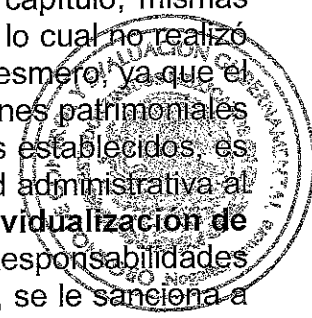 capítulo, mismas
lo cual no realizó
esmero, ya que el
nes patrimoniales
s establecidos, es
d administrativa al
vidualización de
esponsabilidades
, se le sanciona a